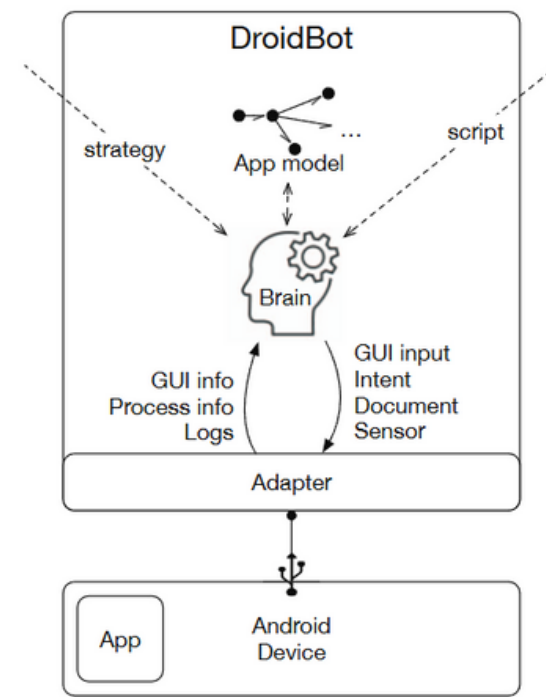 DroidBot
strategy
script
...
App model
Brain
GUI info
Process info
Logs
GUI input
Intent
Document
Sensor
Adapter
App
Android
Device